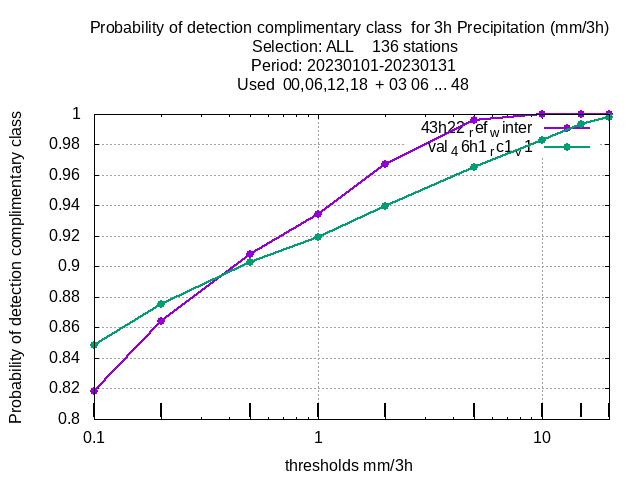 Probability of detection complimentary class  for 3h Precipitation (mm/3h)
Selection: ALL    136 stations
Period: 20230101-20230131
Used  00,06,12,18  + 03 06 ... 48
Probability of detection complimentary class
1
0.98
0.96
0.94
0.92
0.9
0.88
0.86
0.84
0.82
0.8
43h22ref winter
val46h1rc1v1
0.1
1
10
thresholds mm/3h